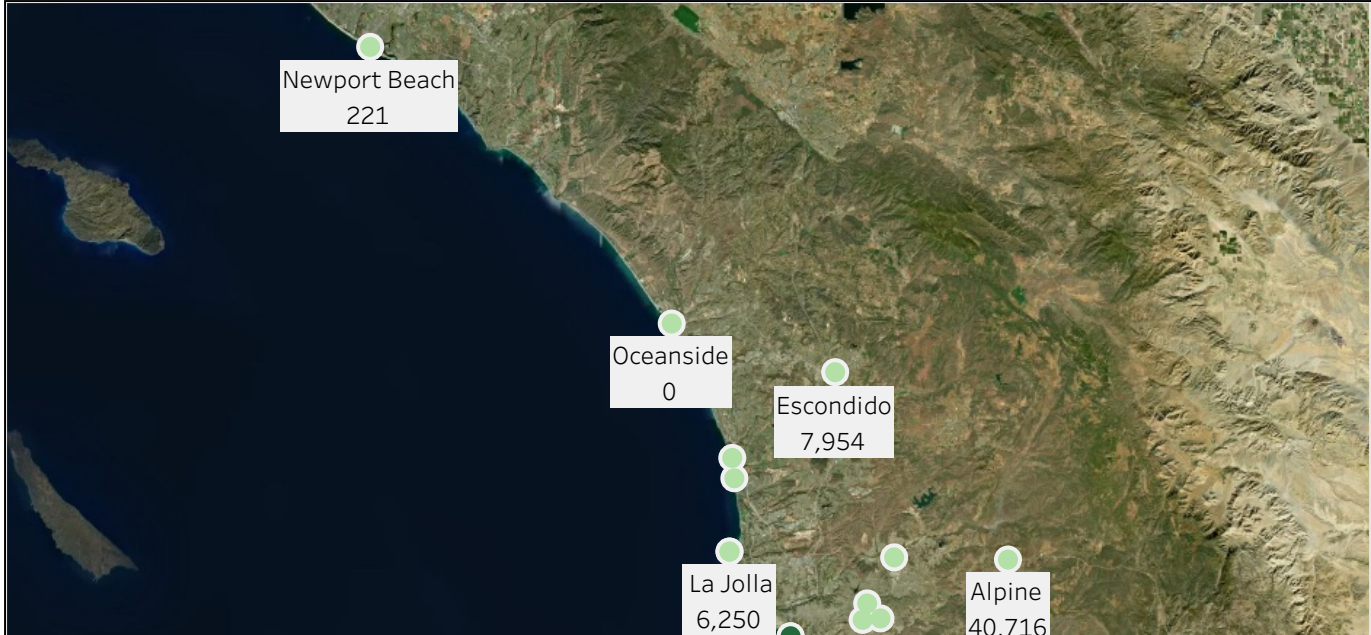 Newport Beach
221
Oceanside
0
Escondido
7,954
La Jolla
6,250
Alpine
40,716